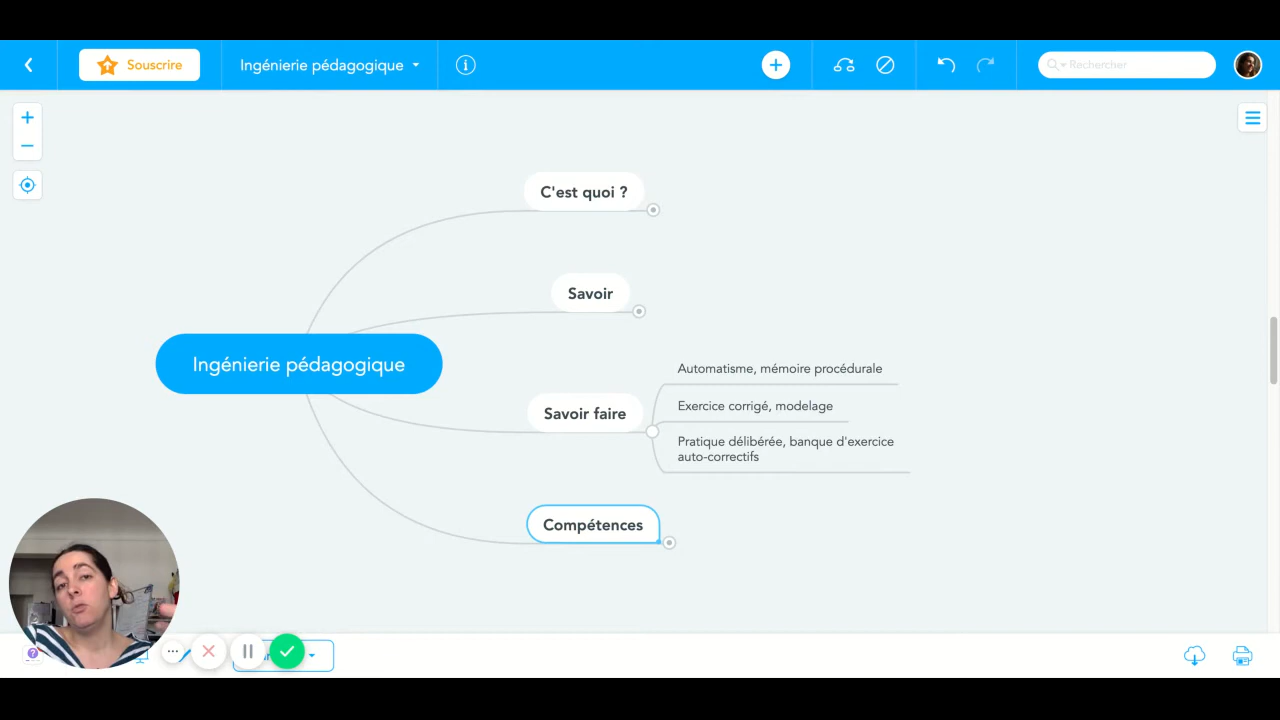 Souscrire
Ingénierie pédagogique
Rechercher
C'est quoi ?
Savoir
Ingénierie pédagogique
Automatisme, mémoire procédurale
Savoir faire
Exercice corrigé, modelage
Pratique délibérée, banque d'exercice
auto-correctifs
Compétences